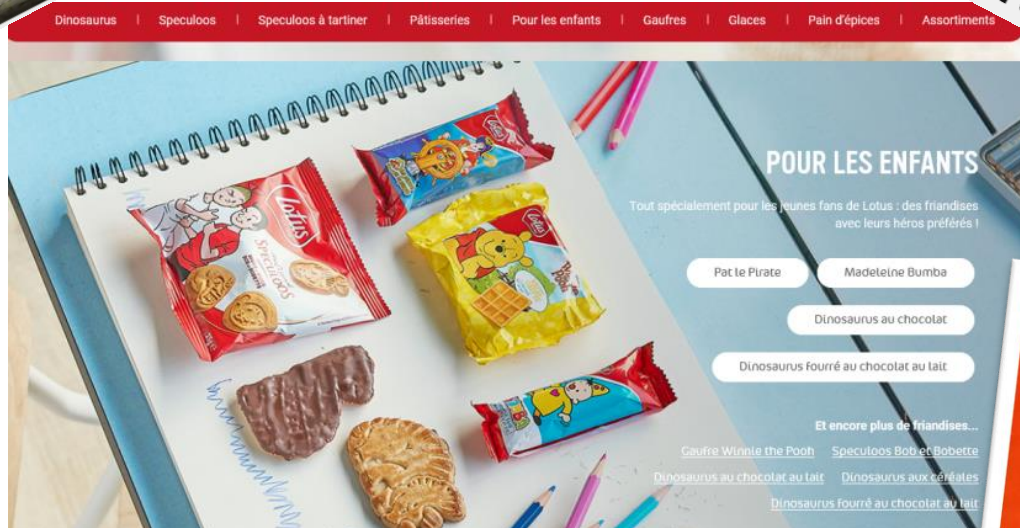 Dinosaurus | Speculoos | Speculoos à tartiner | Pâtisseries | Pour les enfants | Gaufres | Glaces | Pain d'épices | Assortiments
Lotus
Lotus
SPECULOOS
Lotus
POUR LES ENFANTS
Tout spécialement pour les jeunes fans de Lotus : des friandises
avec leurs héros préférés !
Pat le Pirate
Madeleine Bumba
Dinosaurus au chocolat
Dinosaurus fourré au chocolat au lait
Et encore plus de friandises...
Gaufre Winnie the Pooh
Speculoos Bob et Bobette
Dinosaurus au chocolat au lait
Dinosaurus aux céréales
Dinosaurus fourré au chocolat au lait